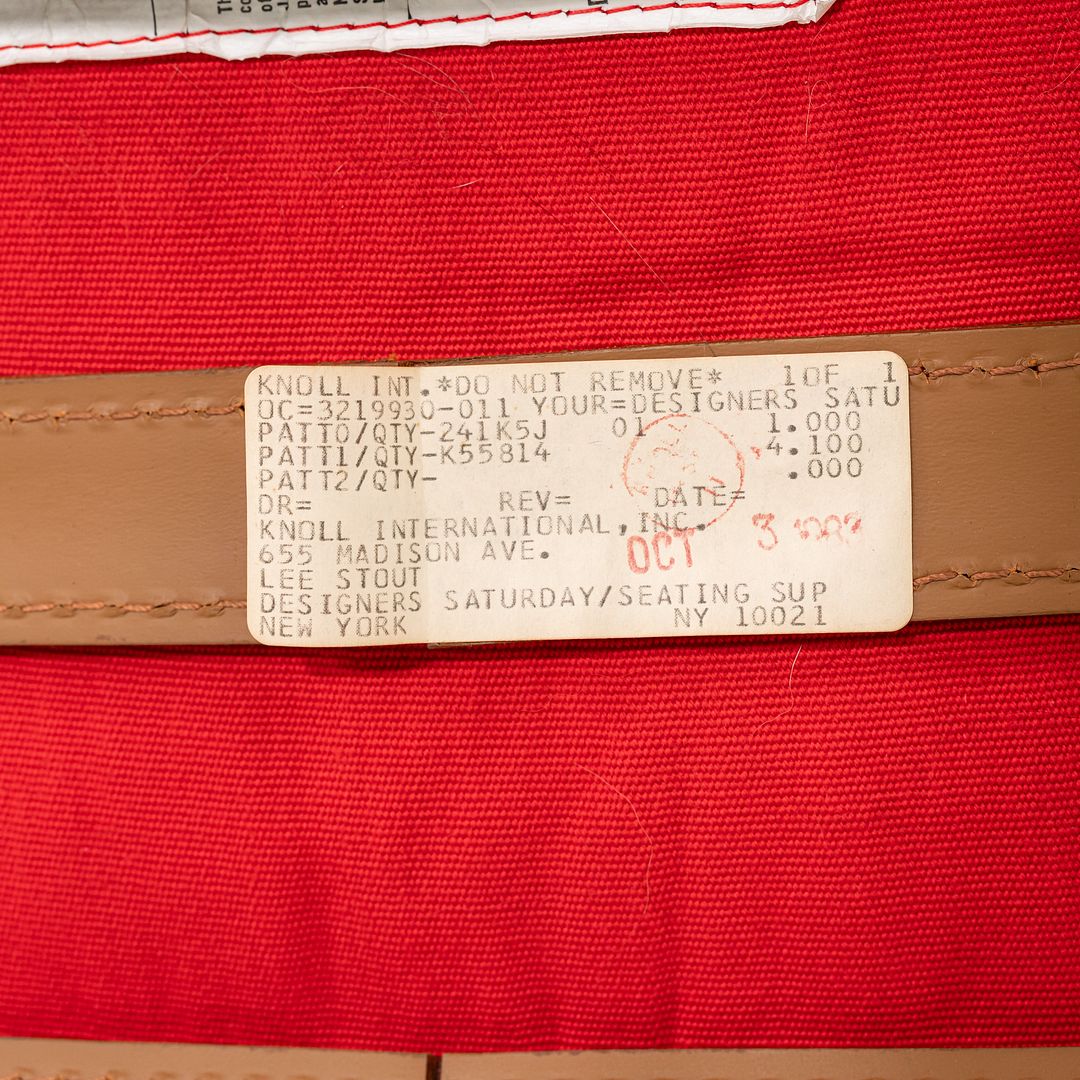 KNOLL INT.*DO NOT REMOVE* 1OF 1
OC=3219930-011 YOUR=DESIGNERS SATU
PATT0/QTY-241K5J 01 1.000
PATT1/QTY-K55814 4.100
PATT2/QTY- .000
DR= REV= DATE=
KNOLL INTERNATIONAL,INC.
OCT 3
655 MADISON AVE.
LEE STOUT
DESIGNERS SATURDAY/SEATING SUP
NEW YORK NY 10021